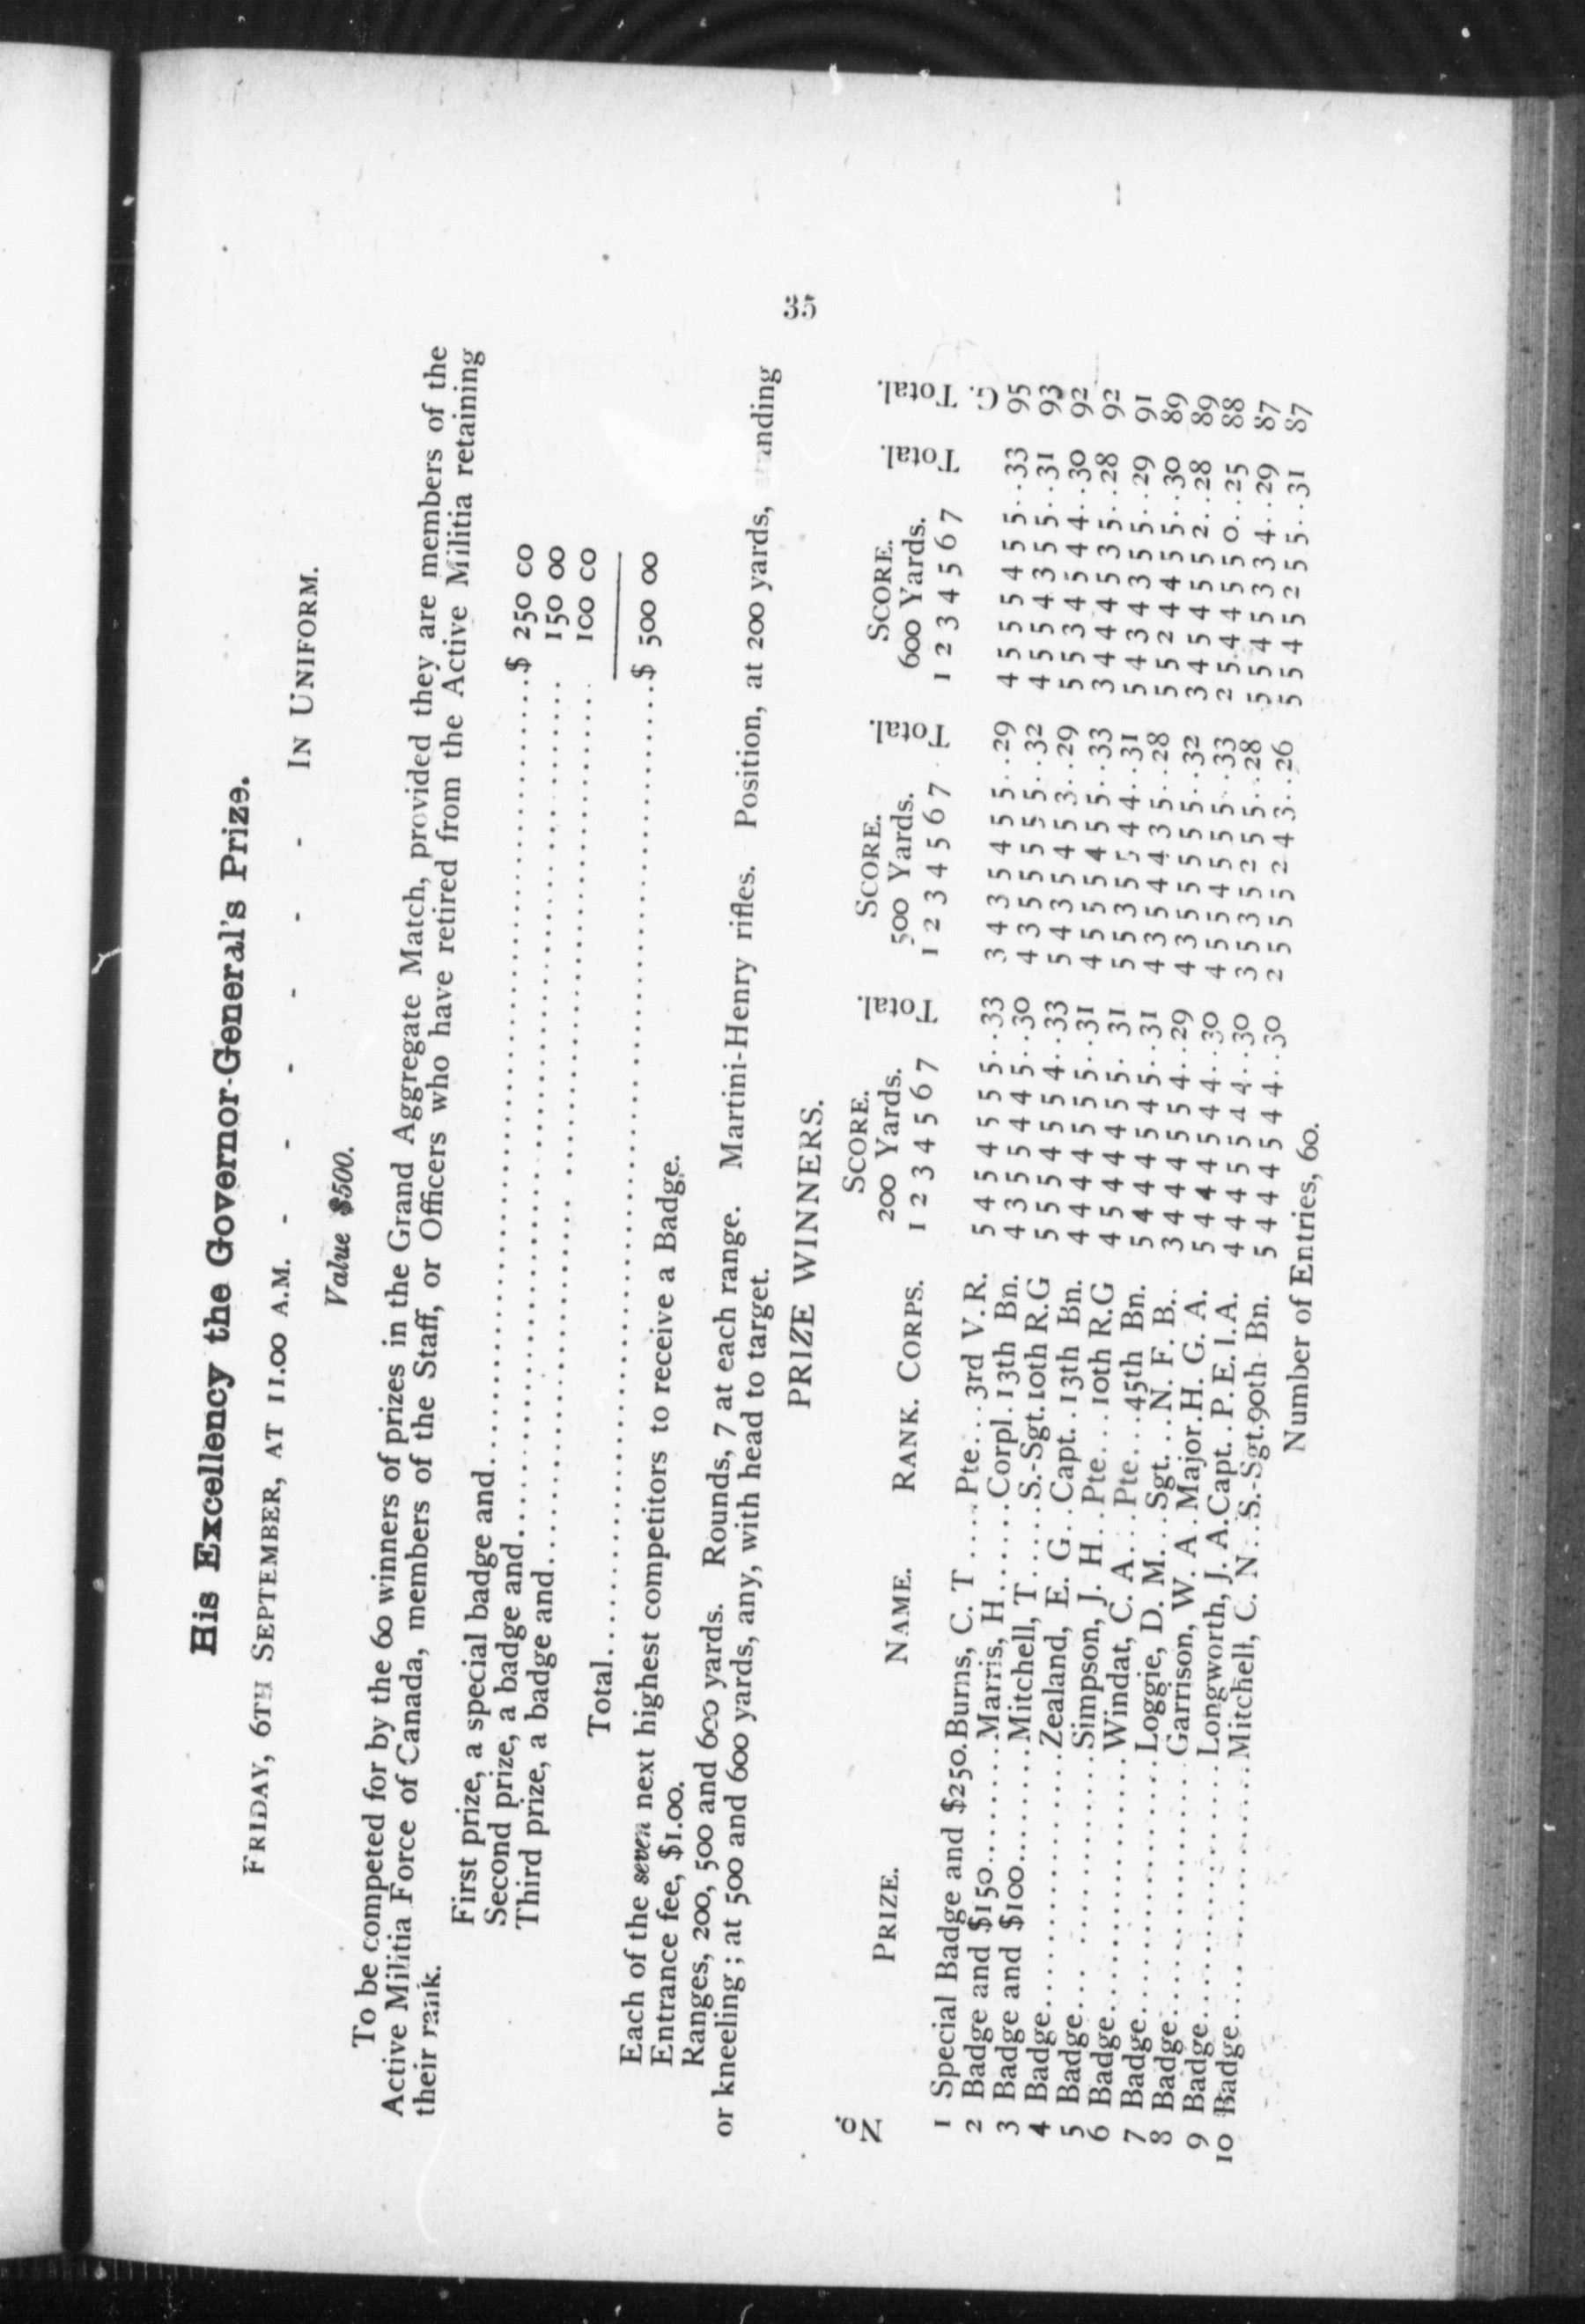 35
His Excellency the Governor-General's Prize.
FRIDAY, 6TH SEPTEMBER, AT 11.00 A.M. - - - - - - IN UNIFORM.
Value $500.
To be competed for by the 60 winners of prizes in the Grand Aggregate Match, provided they are members of the
Active Militia Force of Canada, members of the Staff, or Officers who have retired from the Active Militia retaining
their rank.
First prize, a special badge and..........$ 250 00
Second prize, a badge and.......... 150 00
Third prize, a badge and.......... 100 00
Total..........$ 500 00
Each of the seven next highest competitors to receive a Badge.
Entrance fee, $1.00.
Ranges, 200, 500 and 600 yards. Rounds, 7 at each range. Martini-Henry rifles. Position, at 200 yards, standing
or kneeling ; at 500 and 600 yards, any, with head to target.
PRIZE WINNERS.
SCORE. SCORE. SCORE.
No. PRIZE. NAME. RANK. CORPS. 200 Yards. Total. 500 Yards. Total. 600 Yards. Total. G. Total.
1 2 3 4 5 6 7 1 2 3 4 5 6 7 1 2 3 4 5 6 7
1 Special Badge and $250.Burns, C. T .....Pte...3rd V.R. 5 4 5 4 5 5 5..33 3 4 3 5 4 5 5..29 4 5 5 5 4 5 5..33 95
2 Badge and $150........Marris, H......Corpl.13th Bn. 4 3 5 5 4 4 5..30 4 3 5 5 5 5 5..32 4 5 5 4 3 5 5..31 93
3 Badge and $100........Mitchell, T.....S.-Sgt.10th R.G 5 5 5 4 5 5 4..33 5 4 3 5 4 5 3..29 5 5 3 4 5 4 4..30 92
4 Badge..........Zealand, E. G..Capt..13th Bn. 4 4 4 4 5 5 5..31 4 5 5 5 4 5 5..33 3 4 4 4 5 3 5..28 92
5 Badge..........Simpson, J. H..Pte...10th R.G 4 5 4 4 4 5 5..31 5 5 3 5 5 4 4..31 5 4 3 4 3 5 5..29 91
6 Badge..........Windat, C. A...Pte...45th Bn. 5 4 4 4 5 4 5..31 4 3 5 4 4 3 5..28 5 5 2 4 4 5 5..30 89
7 Badge..........Loggie, D. M...Sgt...N. F. B.. 3 4 4 4 5 5 4..29 4 3 5 5 5 5 5..32 3 4 5 4 5 5 2..28 89
8 Badge..........Garrison, W. A.Major.H. G. A. 5 4 4 4 5 4 4..30 4 5 5 4 5 5 5..33 2 5 4 4 5 5 0..25 88
9 Badge..........Longworth, J. A.Capt..P. E. I. A. 4 4 4 5 5 4 4..30 3 5 3 5 2 5 5..28 5 5 4 5 3 3 4..29 87
10 Badge..........Mitchell, C. N..S.-Sgt.90th Bn. 5 4 4 4 5 4 4..30 2 5 5 5 2 4 3..26 5 5 4 5 2 5 5..31 87
Number of Entries, 60.